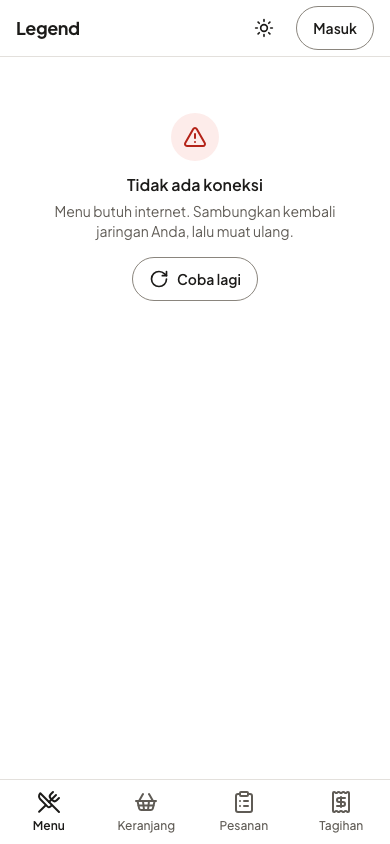 Legend
Masuk
Tidak ada koneksi
Menu butuh internet. Sambungkan kembali
jaringan Anda, lalu muat ulang.
Coba lagi
Menu
Keranjang
Pesanan
Tagihan